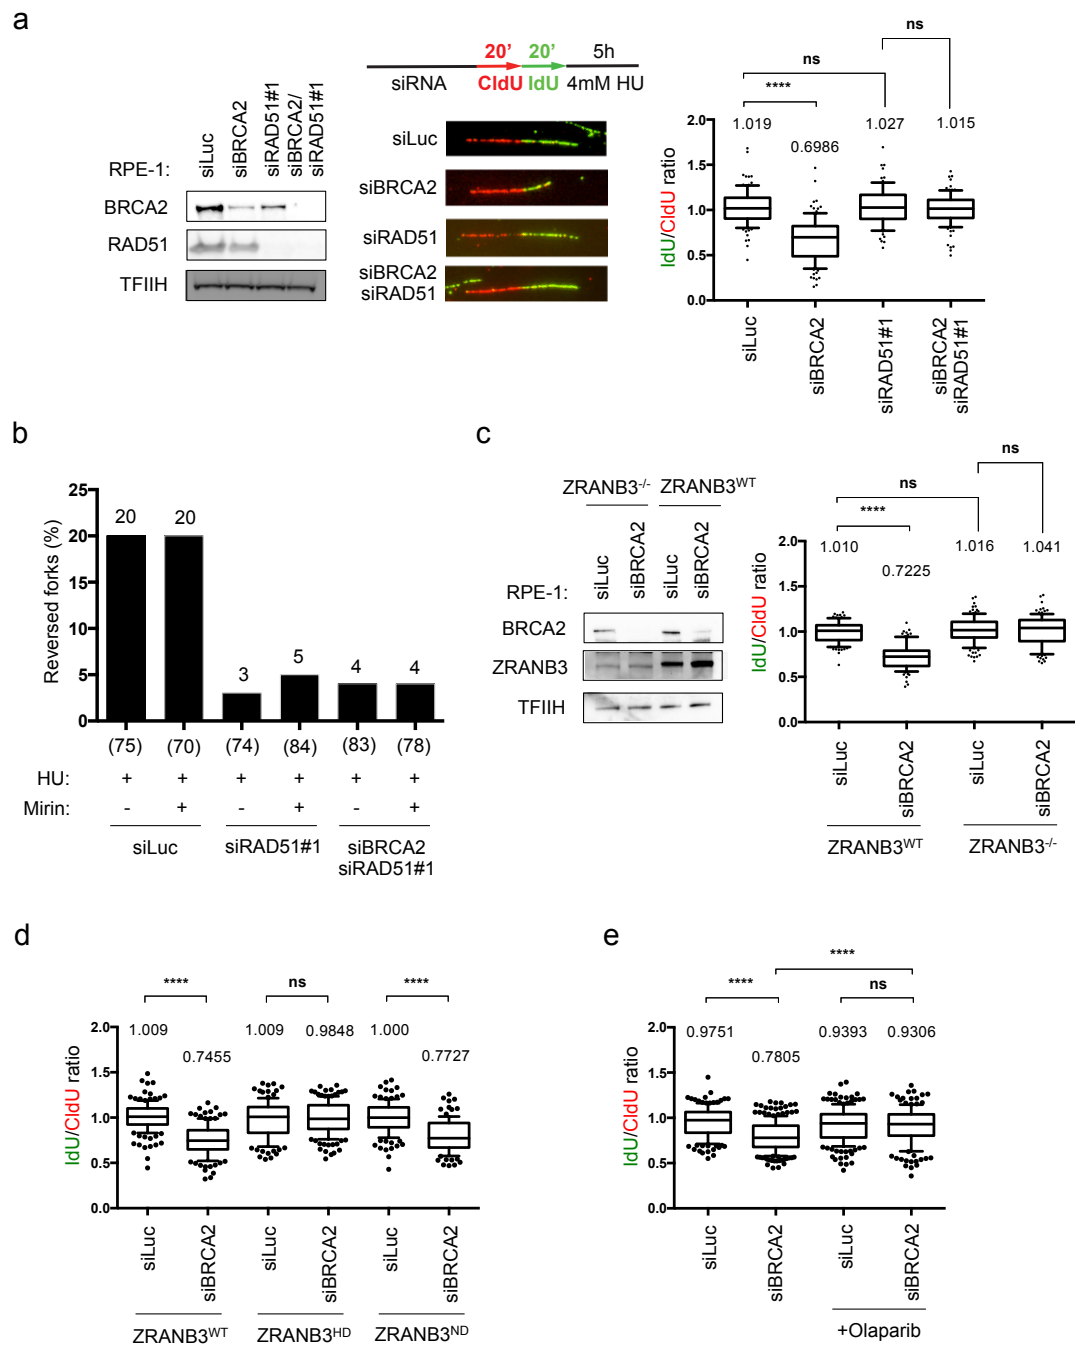 a
RPE-1:
siLuc
siBRCA2
siRAD51#1
siBRCA2/
siRAD51#1
BRCA2
RAD51
TFIIH
20' 20' 5h
siRNA CldU IdU 4mM HU
siLuc
siBRCA2
siRAD51
siBRCA2
siRAD51
ns
ns
****
1.019 0.6986 1.027 1.015
IdU/CldU ratio
2.0
1.5
1.0
0.5
0.0
siLuc
siBRCA2
siRAD51#1
siBRCA2
siRAD51#1
b
Reversed forks (%)
25
20
15
10
5
0
20 20 3 5 4 4
(75) (70) (74) (84) (83) (78)
HU: + + + + + +
Mirin: - + - + - +
siLuc siRAD51#1 siBRCA2
siRAD51#1
c
ZRANB3-/- ZRANB3WT
RPE-1:
siLuc
siBRCA2
siLuc
siBRCA2
BRCA2
ZRANB3
TFIIH
ns
ns
****
1.010 0.7225 1.016 1.041
IdU/CldU ratio
2.0
1.5
1.0
0.5
0.0
siLuc
siBRCA2
siLuc
siBRCA2
ZRANB3WT ZRANB3-/-
d
**** ns ****
1.009 0.7455 1.009 0.9848 1.000 0.7727
IdU/CldU ratio
2.0
1.5
1.0
0.5
0.0
siLuc
siBRCA2
siLuc
siBRCA2
siLuc
siBRCA2
ZRANB3WT ZRANB3HD ZRANB3ND
e
****
**** ns
0.9751 0.7805 0.9393 0.9306
IdU/CldU ratio
2.0
1.5
1.0
0.5
0.0
siLuc
siBRCA2
siLuc
siBRCA2
+Olaparib